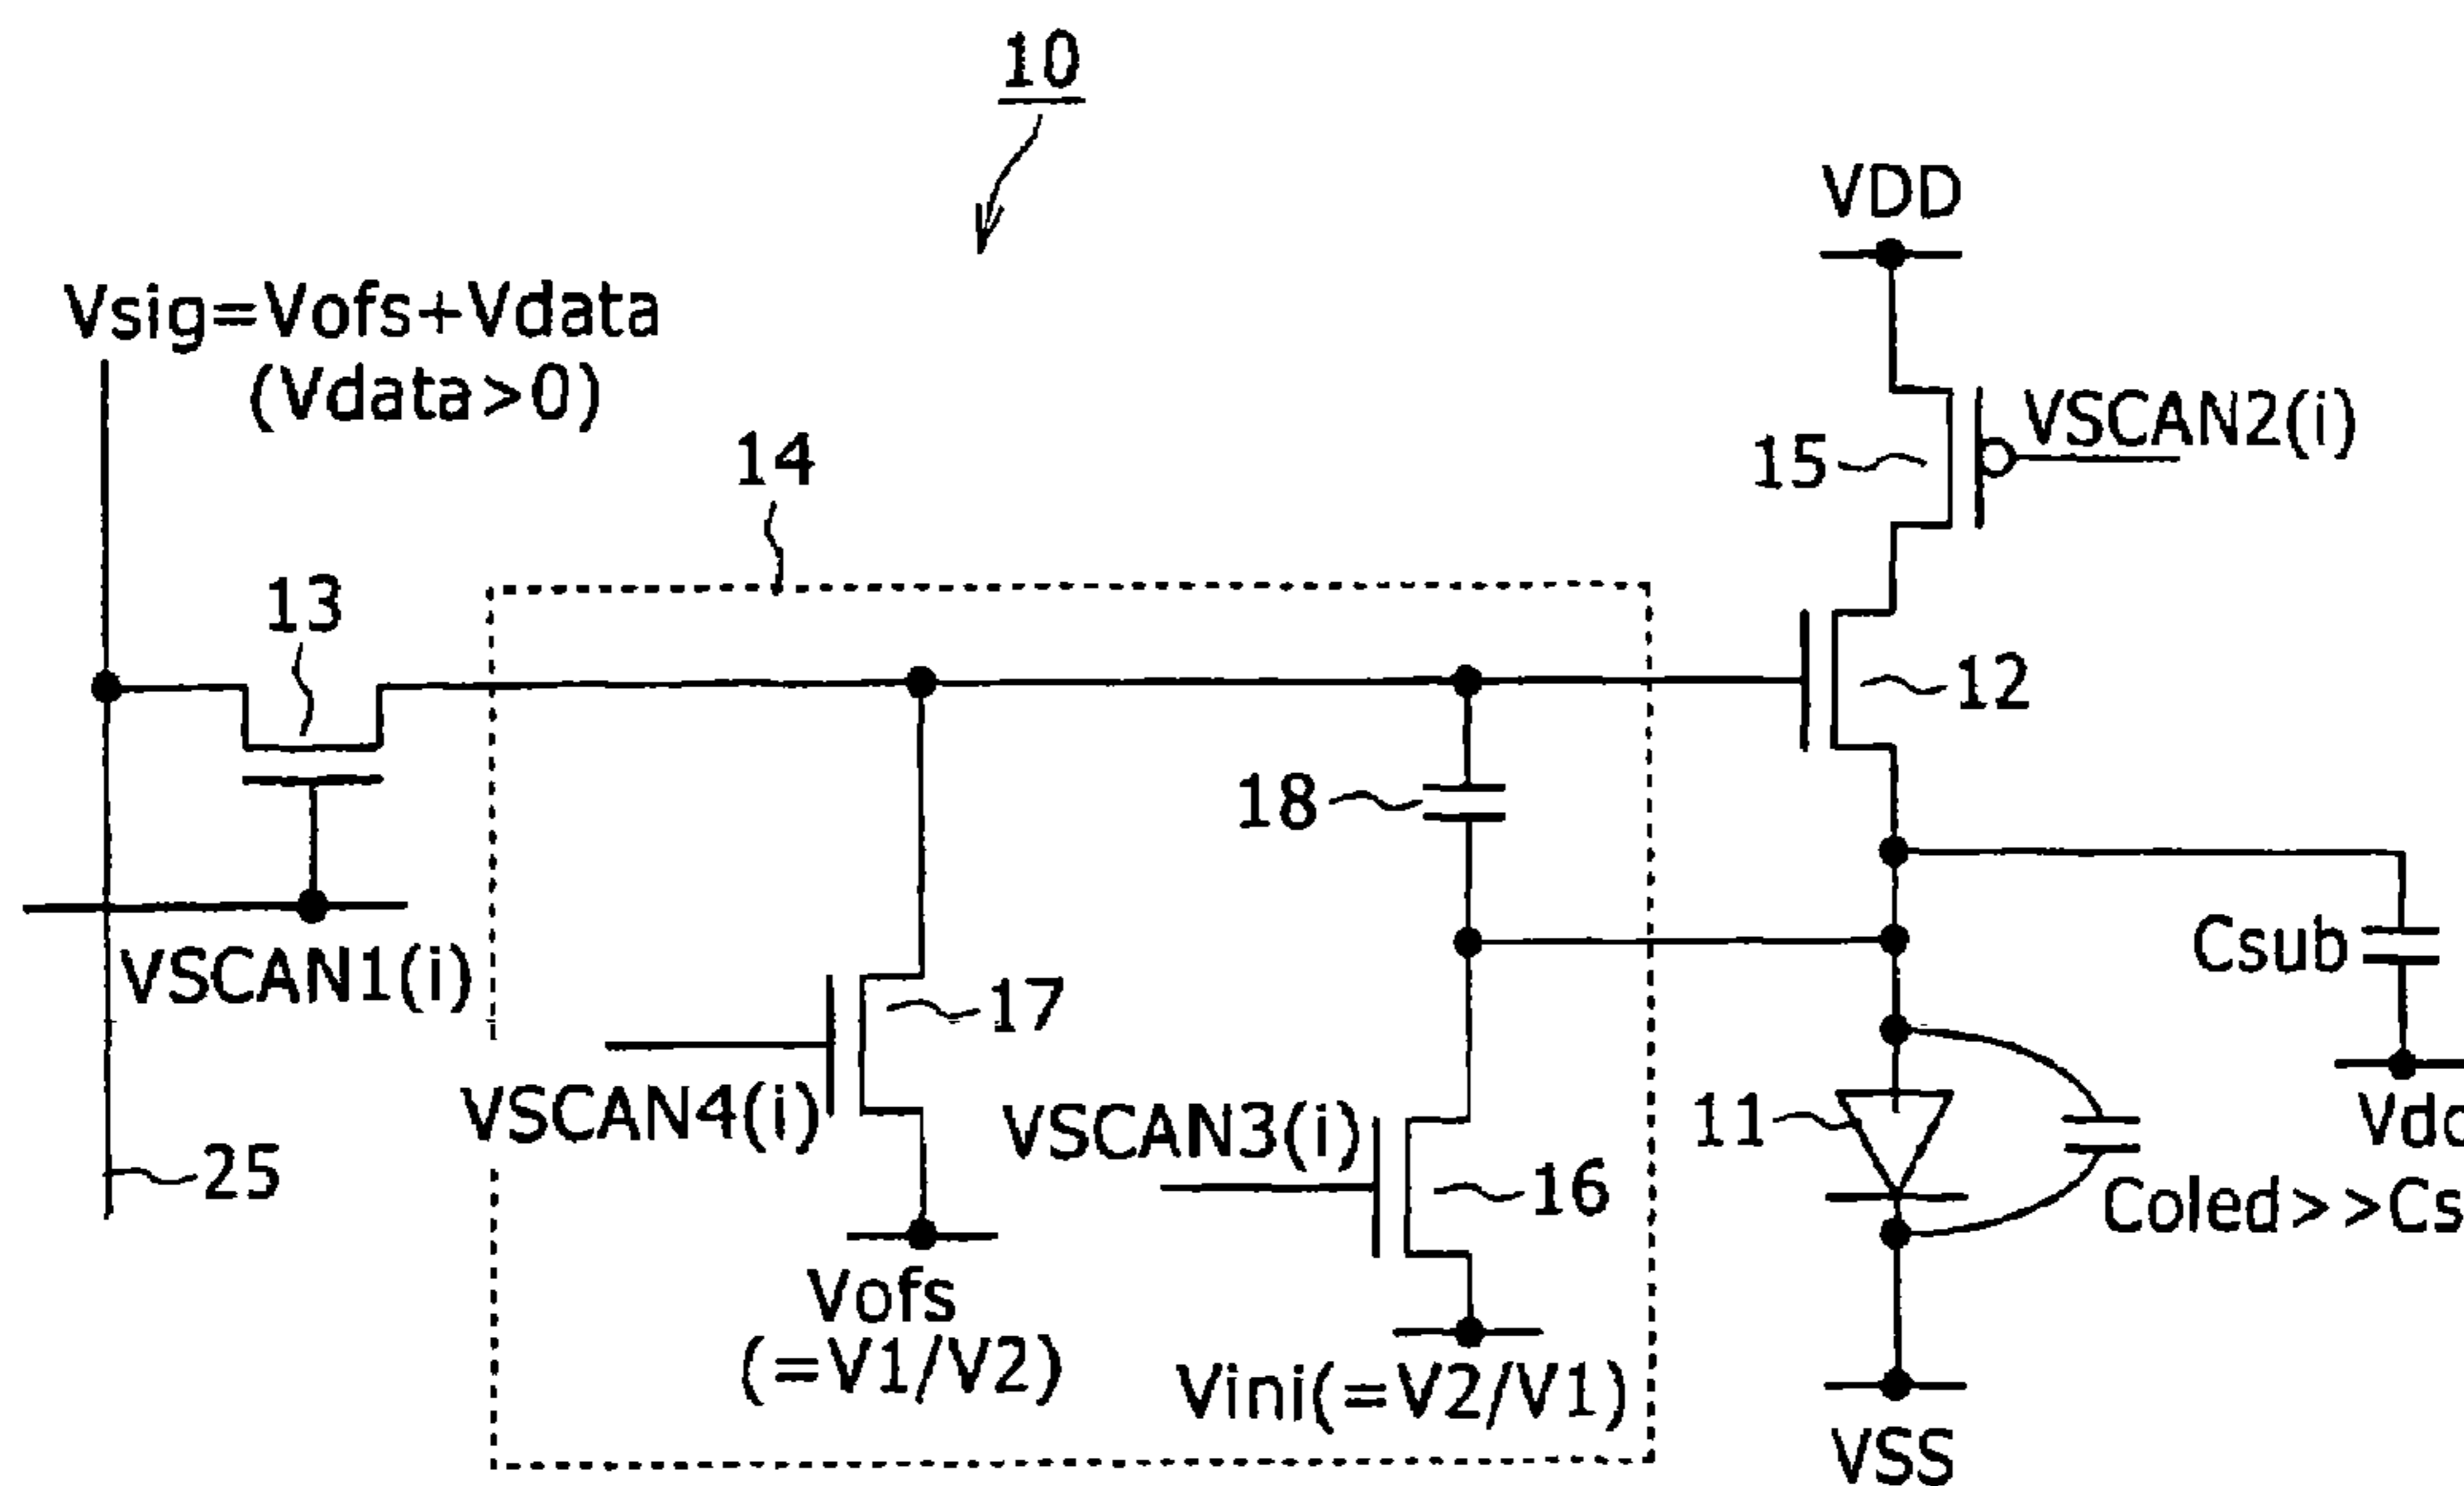 10
VDD
Vsig=Vofs+Vdata
(Vdata>0)
VSCAN2(i)
14
15
13
12
18
Csub
VSCAN1(i)
17
VSCAN4(i)
VSCAN3(i)
11
Vdc
25
16
Coled>>Cs
Vofs
(=V1/V2)
Vini(=V2/V1)
VSS